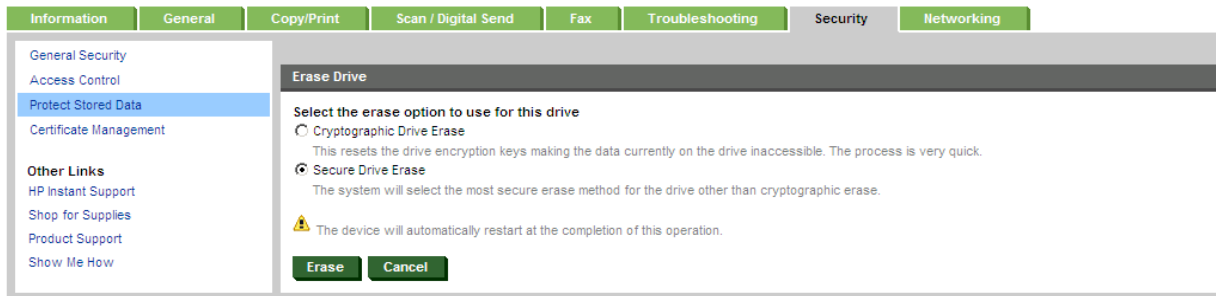 Information General Copy/Print Scan / Digital Send Fax Troubleshooting Security Networking
General Security
Access Control
Protect Stored Data
Certificate Management
Other Links
HP Instant Support
Shop for Supplies
Product Support
Show Me How
Erase Drive
Select the erase option to use for this drive
Cryptographic Drive Erase
This resets the drive encryption keys making the data currently on the drive inaccessible. The process is very quick.
Secure Drive Erase
The system will select the most secure erase method for the drive other than cryptographic erase.
The device will automatically restart at the completion of this operation.
Erase Cancel